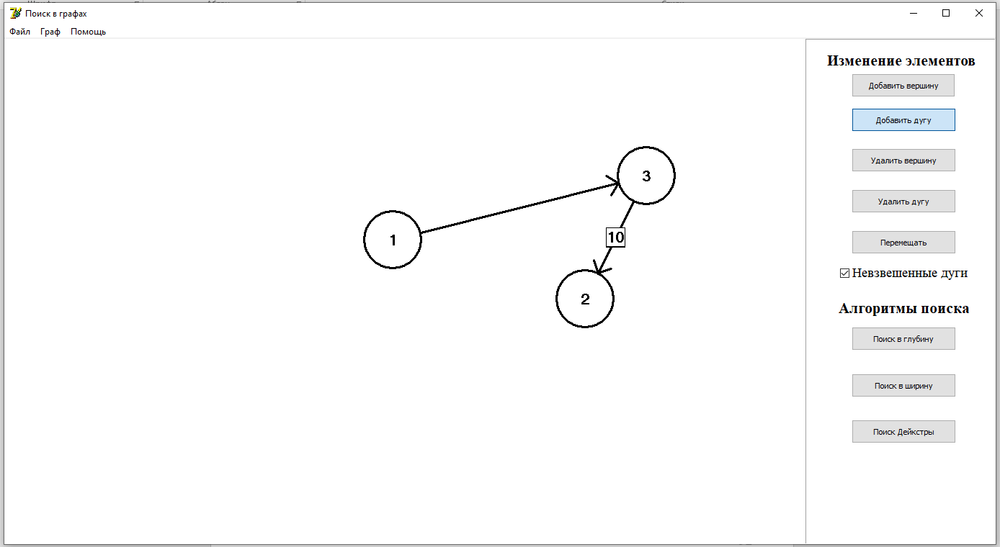 Поиск в графах
Файл Граф Помощь
Изменение элементов
Добавить вершину
Добавить дугу
Удалить вершину
Удалить дугу
Перемещать
Невзвешенные дуги
Алгоритмы поиска
Поиск в глубину
Поиск в ширину
Поиск Дейкстры
3
1
10
2